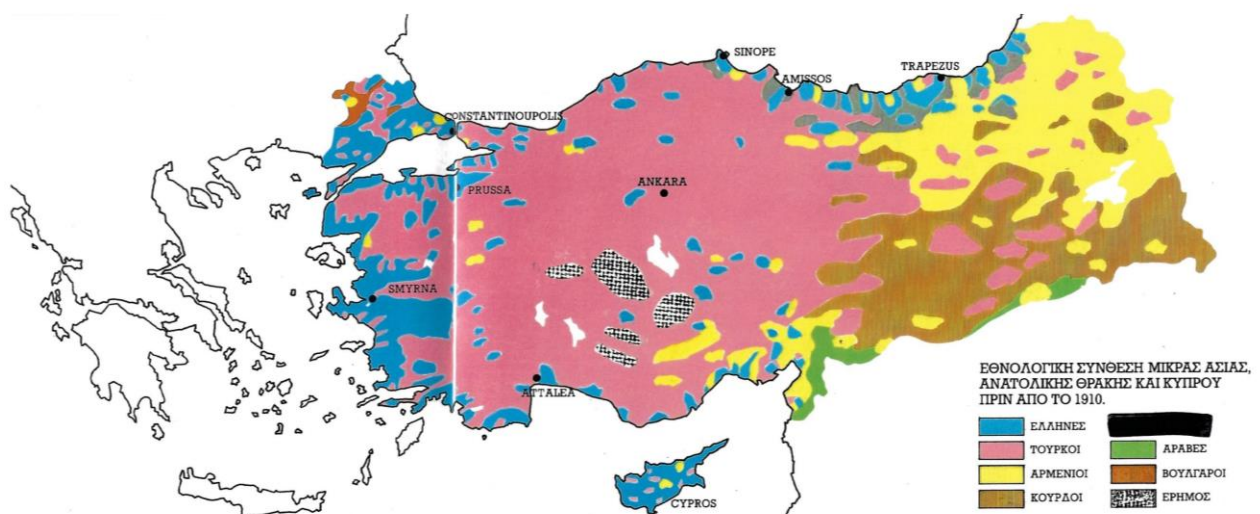 SINOPE
TRAPEZUS
AMISSOS
CONSTANTINOUPOLIS
PRUSSA
ANKARA
SMYRNA
ATTALEA
CYPROS
ΕΘΝΟΛΟΓΙΚΗ ΣΥΝΘΕΣΗ ΜΙΚΡΑΣ ΑΣΙΑΣ,
ΑΝΑΤΟΛΙΚΗΣ ΘΡΑΚΗΣ ΚΑΙ ΚΥΠΡΟΥ
ΠΡΙΝ ΑΠΟ ΤΟ 1910.
ΕΛΛΗΝΕΣ
ΤΟΥΡΚΟΙ
ΑΡΜΕΝΙΟΙ
ΚΟΥΡΔΟΙ
ΑΡΑΒΕΣ
ΒΟΥΛΓΑΡΟΙ
ΕΡΗΜΟΣ